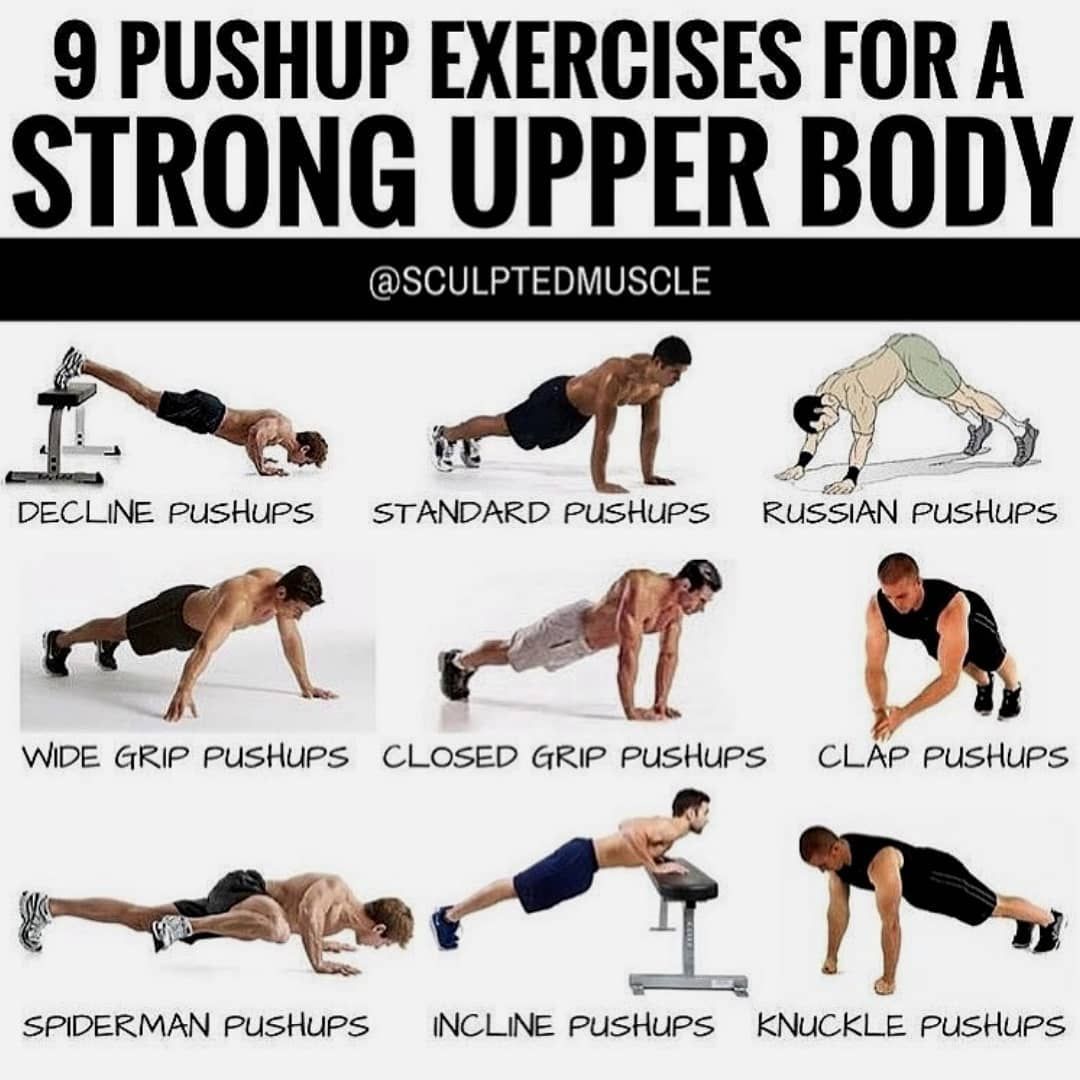 9 PUSHUP EXERCISES FOR A
STRONG UPPER BODY
@SCULPTEDMUSCLE
DECLINE PUSHUPS
STANDARD PUSHUPS
RUSSIAN PUSHUPS
WIDE GRIP PUSHUPS
CLOSED GRIP PUSHUPS
CLAP PUSHUPS
SPIDERMAN PUSHUPS
INCLINE PUSHUPS
KNUCKLE PUSHUPS